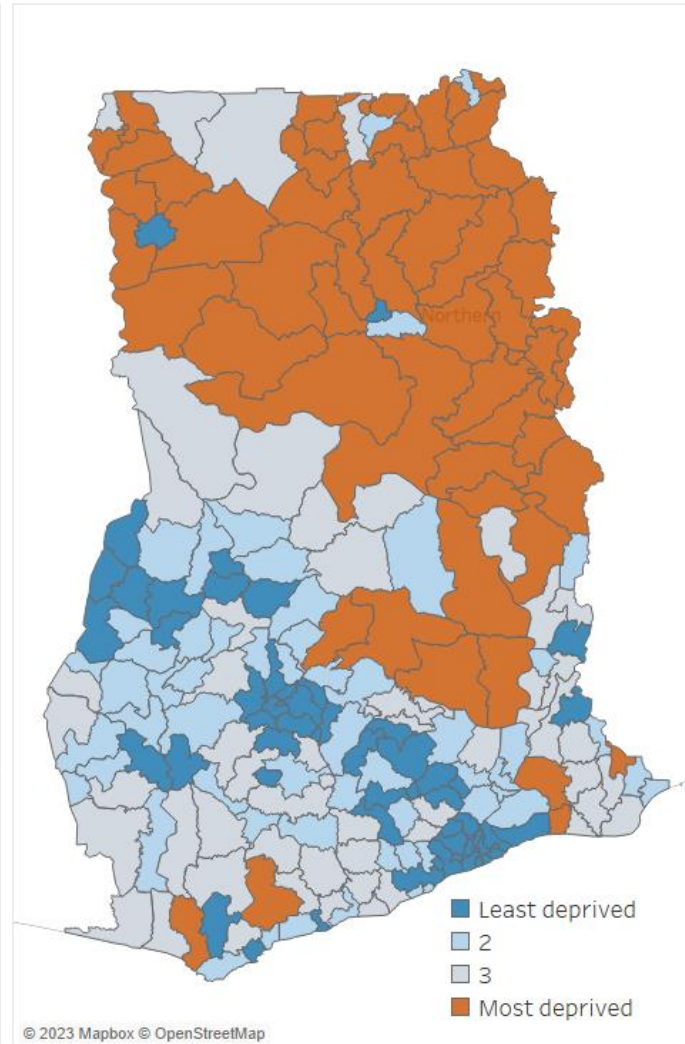 Northern
Least deprived
2
3
Most deprived
© 2023 Mapbox © OpenStreetMap